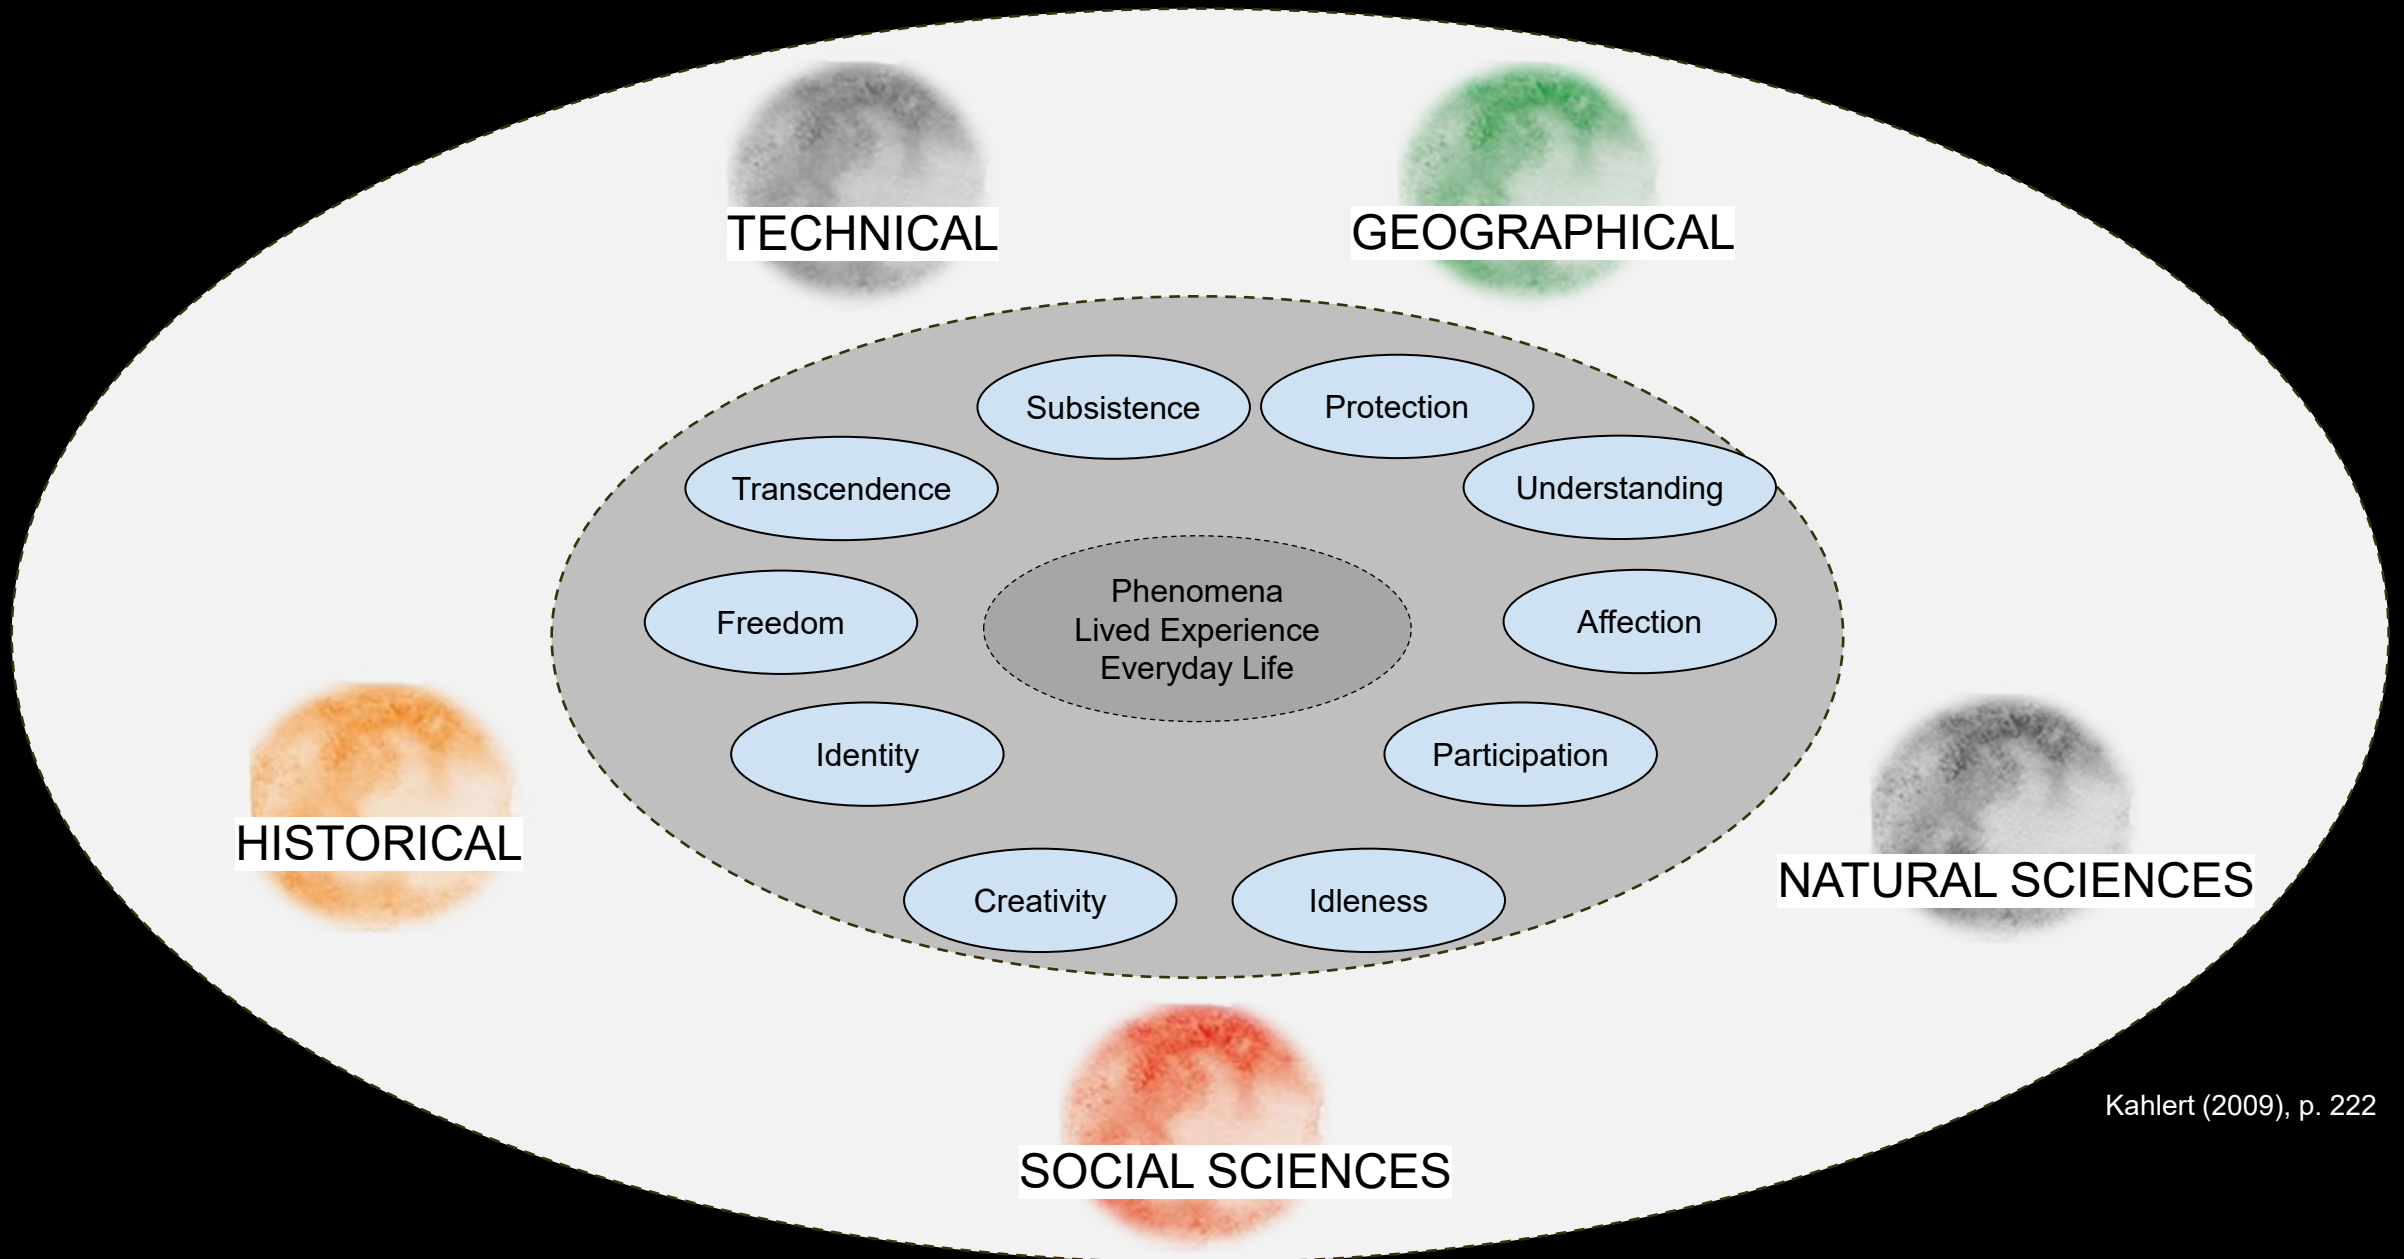 TECHNICAL
GEOGRAPHICAL
Subsistence
Protection
Transcendence
Understanding
Phenomena
Lived Experience
Everyday Life
Freedom
Affection
Identity
Participation
HISTORICAL
NATURAL SCIENCES
Creativity
Idleness
SOCIAL SCIENCES
Kahlert (2009), p. 222